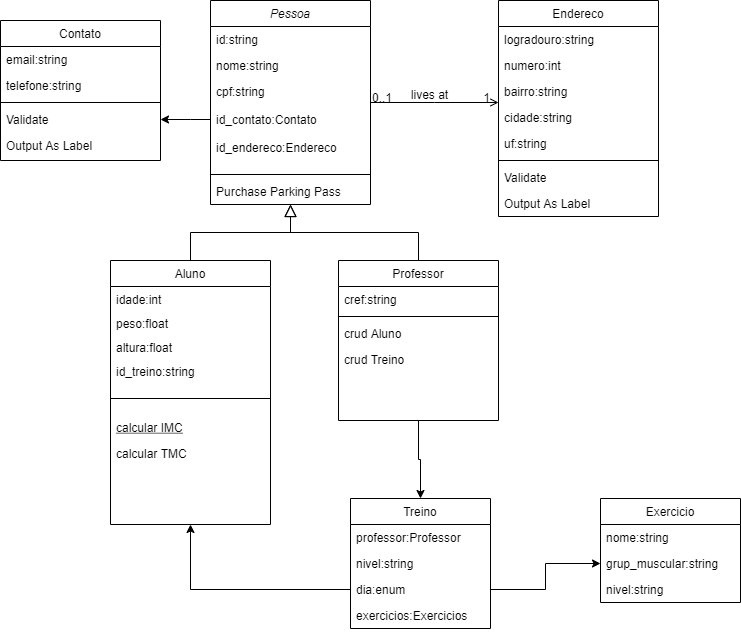 Contato
email:string
telefone:string
Validate
Output As Label
Pessoa
id:string
nome:string
cpf:string
id_contato:Contato
id_endereco:Endereco
Purchase Parking Pass
0..1
lives at
1
Endereco
logradouro:string
numero:int
bairro:string
cidade:string
uf:string
Validate
Output As Label
Aluno
idade:int
peso:float
altura:float
id_treino:string
calcular IMC
calcular TMC
Professor
cref:string
crud Aluno
crud Treino
Treino
professor:Professor
nivel:string
dia:enum
exercicios:Exercicios
Exercicio
nome:string
grup_muscular:string
nivel:string